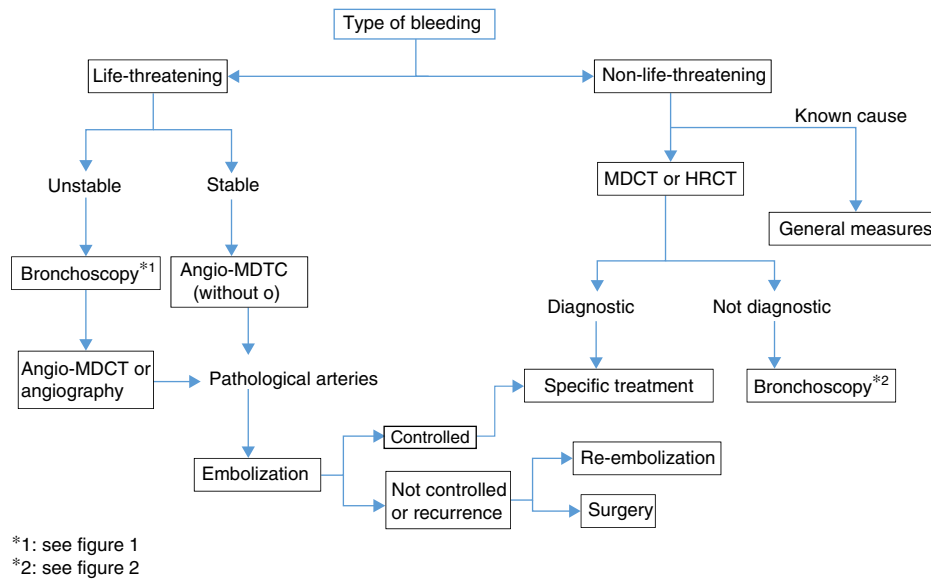 Type of bleeding
Life-threatening
Non-life-threatening
Known cause
Unstable
Stable
MDCT or HRCT
General measures
Bronchoscopy*1
Angio-MDTC
(without o)
Diagnostic
Not diagnostic
Angio-MDCT or
angiography
Pathological arteries
Specific treatment
Bronchoscopy*2
Controlled
Embolization
Re-embolization
Not controlled
or recurrence
Surgery
*1: see figure 1
*2: see figure 2